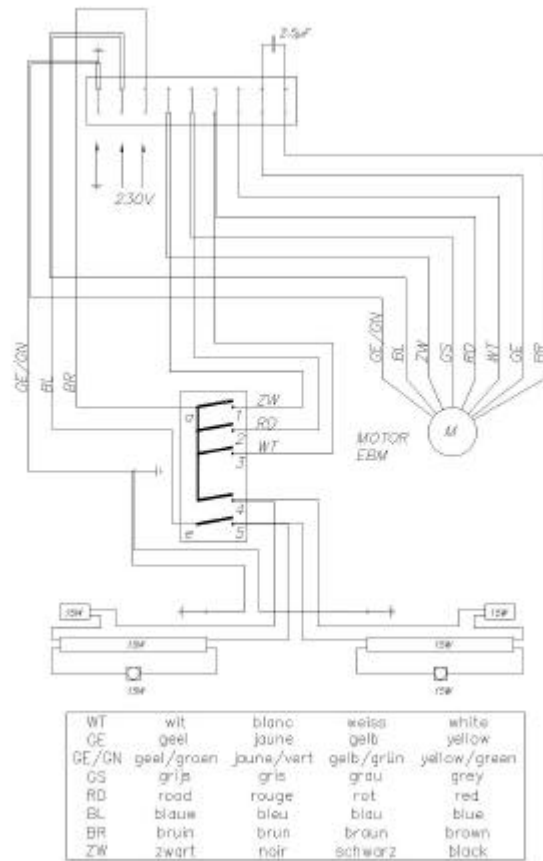 2.5µF
230V
GE/GN
BL
BR
GE/GN
BL
ZW
GS
RD
WT
GE
BR
M
MOTOR
EBM
a
1
ZW
2
RD
3
WT
4
e
5
15W
15W
15W
15W
15W
15W
WT wit blanc weiss white
GE geel jaune gelb yellow
GE/GN geel/groen jaune/vert gelb/grün yellow/green
GS grijs gris grau grey
RD rood rouge rot red
BL blauw bleu blau blue
BR bruin brun braun brown
ZW zwart noir schwarz black